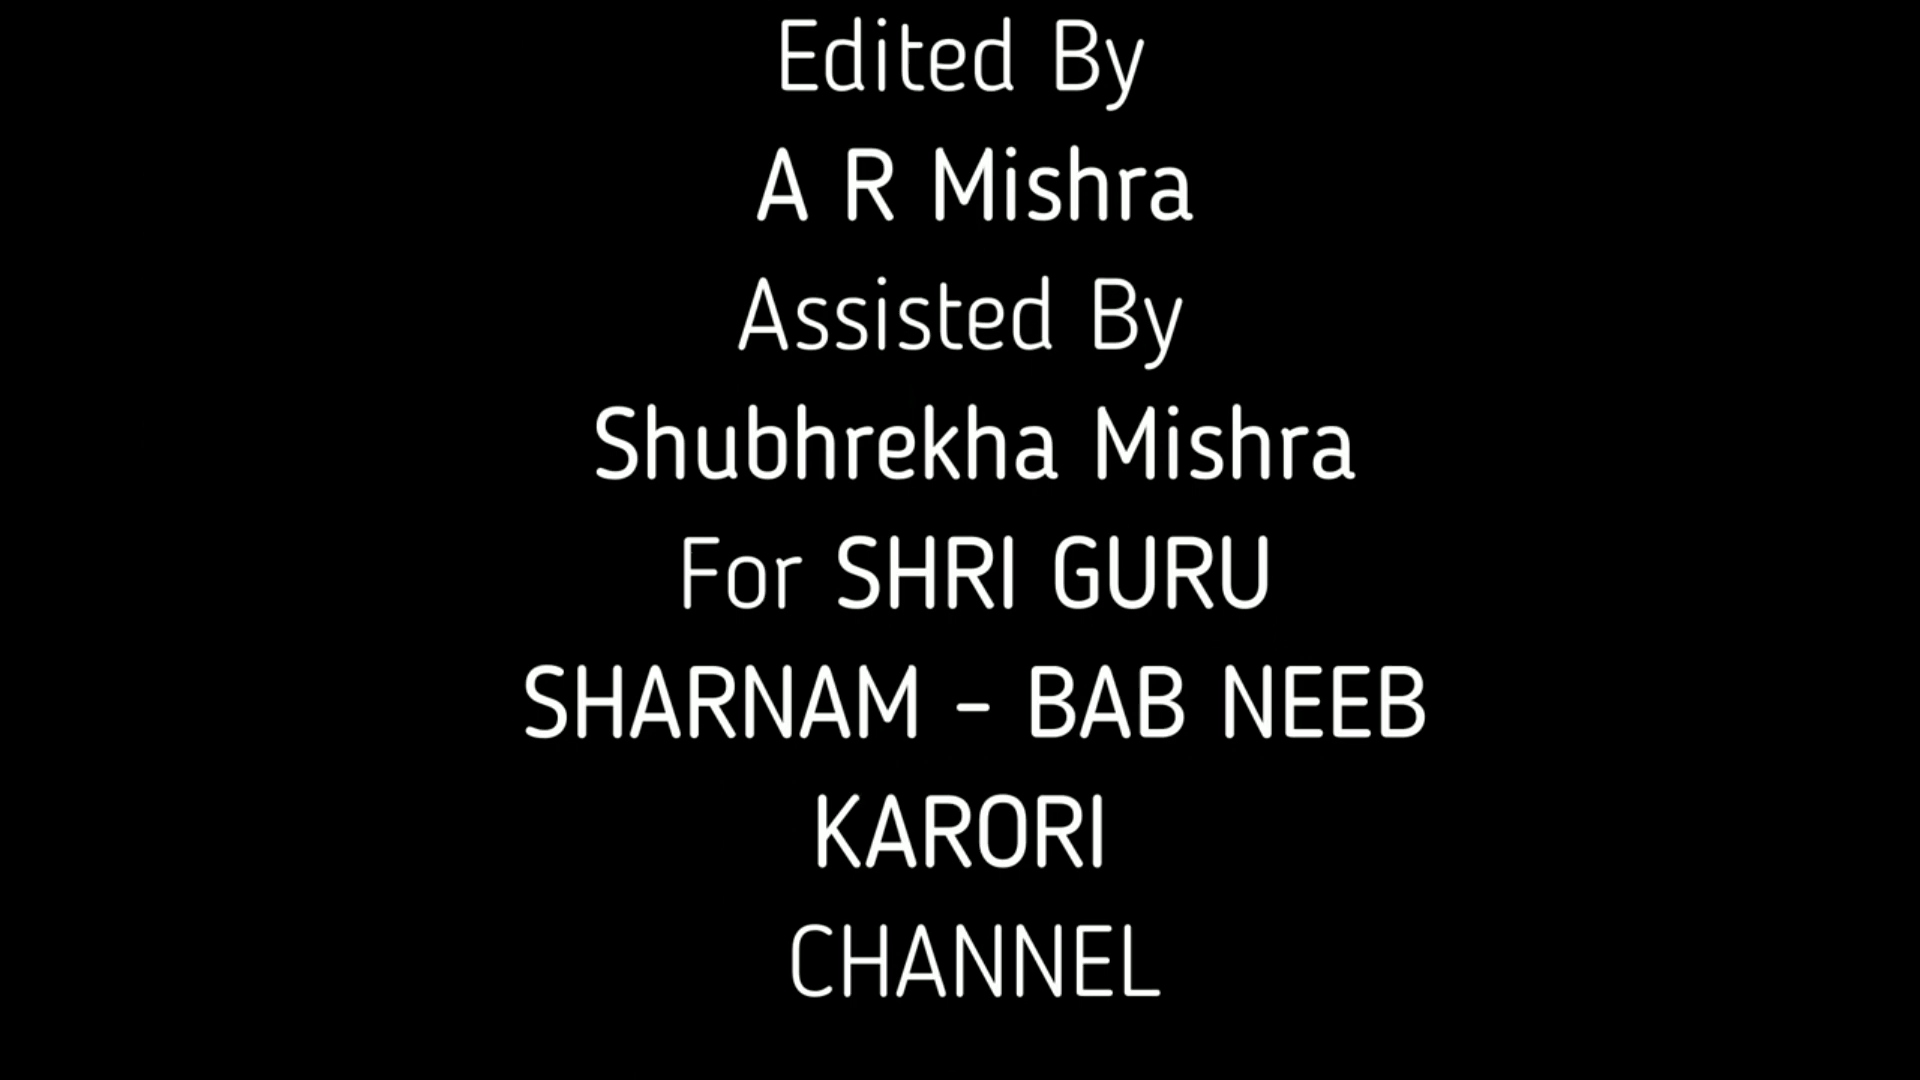 Edited By
A R Mishra
Assisted By
Shubhrekha Mishra
For SHRI GURU
SHARNAM - BAB NEEB
KARORI
CHANNEL